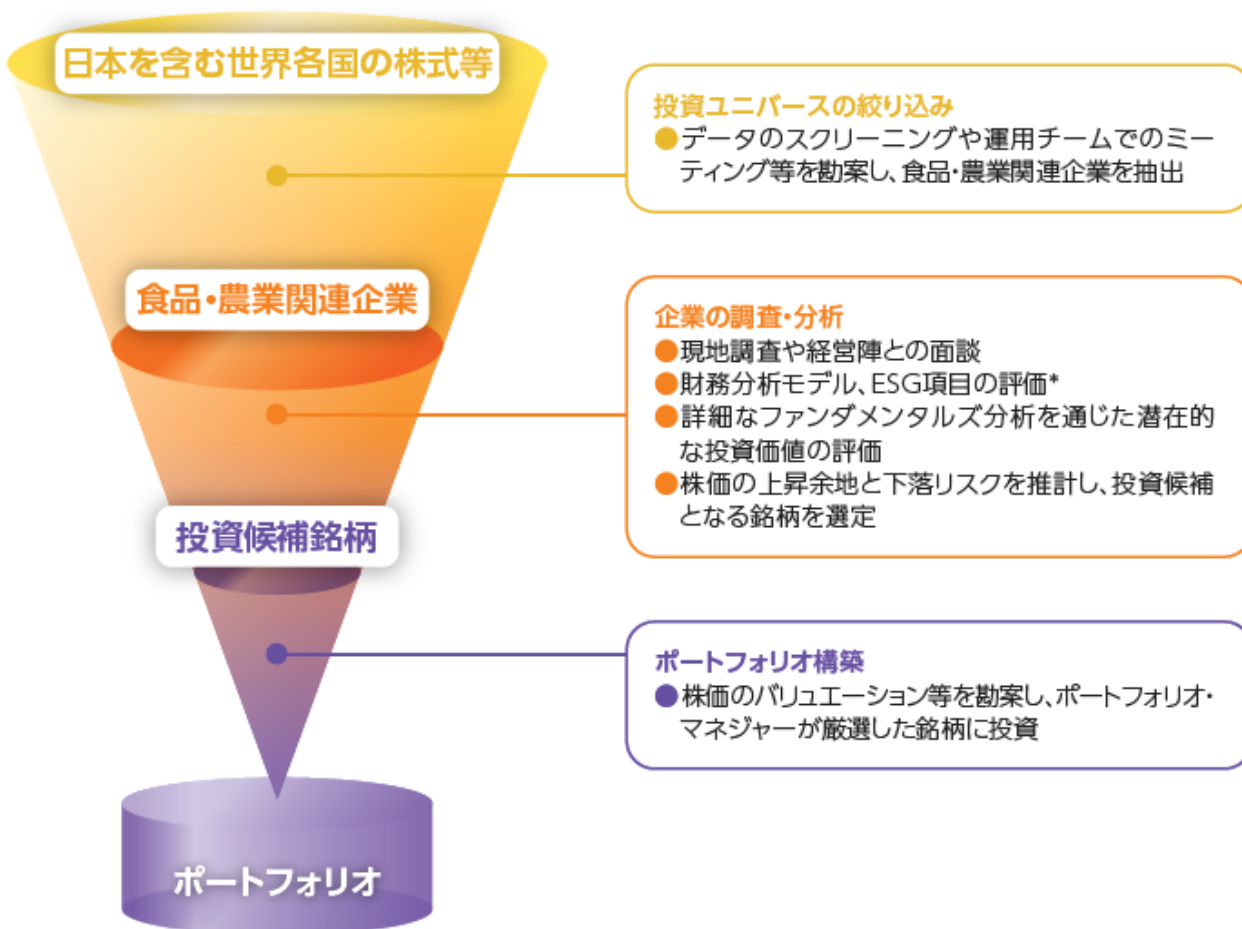 日本を含む世界各国の株式等
投資ユニバースの絞り込み
●データのスクリーニングや運用チームでのミー
ティング等を勘案し、食品・農業関連企業を抽出
食品・農業関連企業
企業の調査・分析
●現地調査や経営陣との面談
●財務分析モデル、ESG項目の評価*
●詳細なファンダメンタルズ分析を通じた潜在的
な投資価値の評価
●株価の上昇余地と下落リスクを推計し、投資候補
となる銘柄を選定
投資候補銘柄
ポートフォリオ構築
●株価のバリュエーション等を勘案し、ポートフォリオ・
マネジャーが厳選した銘柄に投資
ポートフォリオ